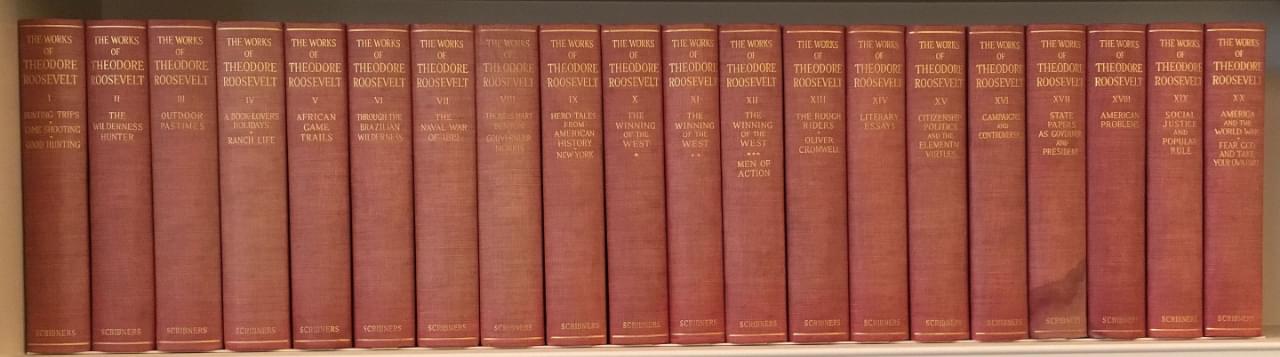 THE WORKS
OF
THEODORE
ROOSEVELT
I
HUNTING TRIPS
GAME SHOOTING
GOOD HUNTING
SCRIBNERS
THE WORKS
OF
THEODORE
ROOSEVELT
II
THE
WILDERNESS
HUNTER
SCRIBNERS
THE WORKS
OF
THEODORE
ROOSEVELT
III
OUTDOOR
PASTIMES
SCRIBNERS
THE WORKS
OF
THEODORE
ROOSEVELT
IV
A BOOK-LOVER'S
HOLIDAYS
RANCH LIFE
SCRIBNERS
THE WORKS
OF
THEODORE
ROOSEVELT
V
AFRICAN
GAME
TRAILS
SCRIBNERS
THE WORKS
OF
THEODORE
ROOSEVELT
VI
THROUGH THE
BRAZILIAN
WILDERNESS
SCRIBNERS
THE WORKS
OF
THEODORE
ROOSEVELT
VII
THE
NAVAL WAR
OF 1812
SCRIBNERS
THE WORKS
OF
THEODORE
ROOSEVELT
VIII
THOMAS HART
BENTON
GOUVERNEUR
MORRIS
SCRIBNERS
THE WORKS
OF
THEODORE
ROOSEVELT
IX
HERO TALES
FROM
AMERICAN
HISTORY
NEW YORK
SCRIBNERS
THE WORKS
OF
THEODORE
ROOSEVELT
X
THE
WINNING
OF THE
WEST
*
SCRIBNERS
THE WORKS
OF
THEODORE
ROOSEVELT
XI
THE
WINNING
OF THE
WEST
**
SCRIBNERS
THE WORKS
OF
THEODORE
ROOSEVELT
XII
THE
WINNING
OF THE
WEST
***
MEN OF
ACTION
SCRIBNERS
THE WORKS
OF
THEODORE
ROOSEVELT
XIII
THE ROUGH
RIDERS
OLIVER
CROMWELL
SCRIBNERS
THE WORKS
OF
THEODORE
ROOSEVELT
XIV
LITERARY
ESSAYS
SCRIBNERS
THE WORKS
OF
THEODORE
ROOSEVELT
XV
CITIZENSHIP
POLITICS
AND THE
ELEMENTAL
VIRTUES
SCRIBNERS
THE WORKS
OF
THEODORE
ROOSEVELT
XVI
CAMPAIGNS
AND
CONTROVERSIES
SCRIBNERS
THE WORKS
OF
THEODORE
ROOSEVELT
XVII
STATE
PAPERS
AS GOVERNOR
AND
PRESIDENT
SCRIBNERS
THE WORKS
OF
THEODORE
ROOSEVELT
XVIII
AMERICAN
PROBLEMS
SCRIBNERS
THE WORKS
OF
THEODORE
ROOSEVELT
XIX
SOCIAL
JUSTICE
AND
POPULAR
RULE
SCRIBNERS
THE WORKS
OF
THEODORE
ROOSEVELT
XX
AMERICA
AND THE
WORLD WAR
FEAR GOD
AND TAKE
YOUR OWN PART
SCRIBNERS